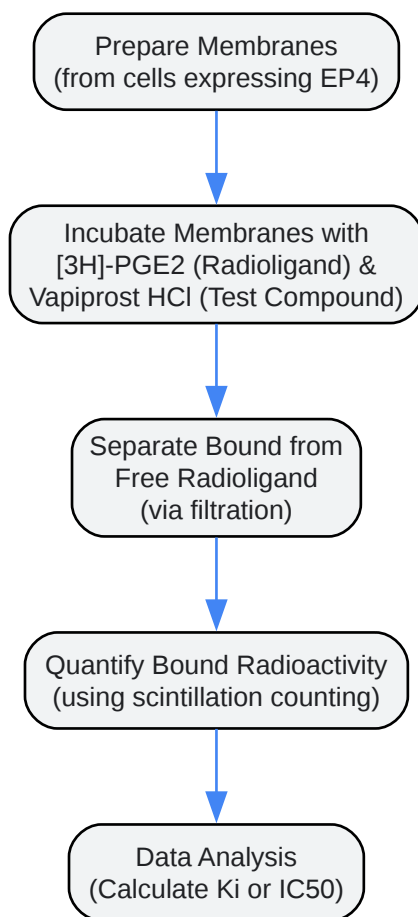 Prepare Membranes
(from cells expressing EP4)
Incubate Membranes with
[3H]-PGE2 (Radioligand) &
Vapiprost HCl (Test Compound)
Separate Bound from
Free Radioligand
(via filtration)
Quantify Bound Radioactivity
(using scintillation counting)
Data Analysis
(Calculate Ki or IC50)